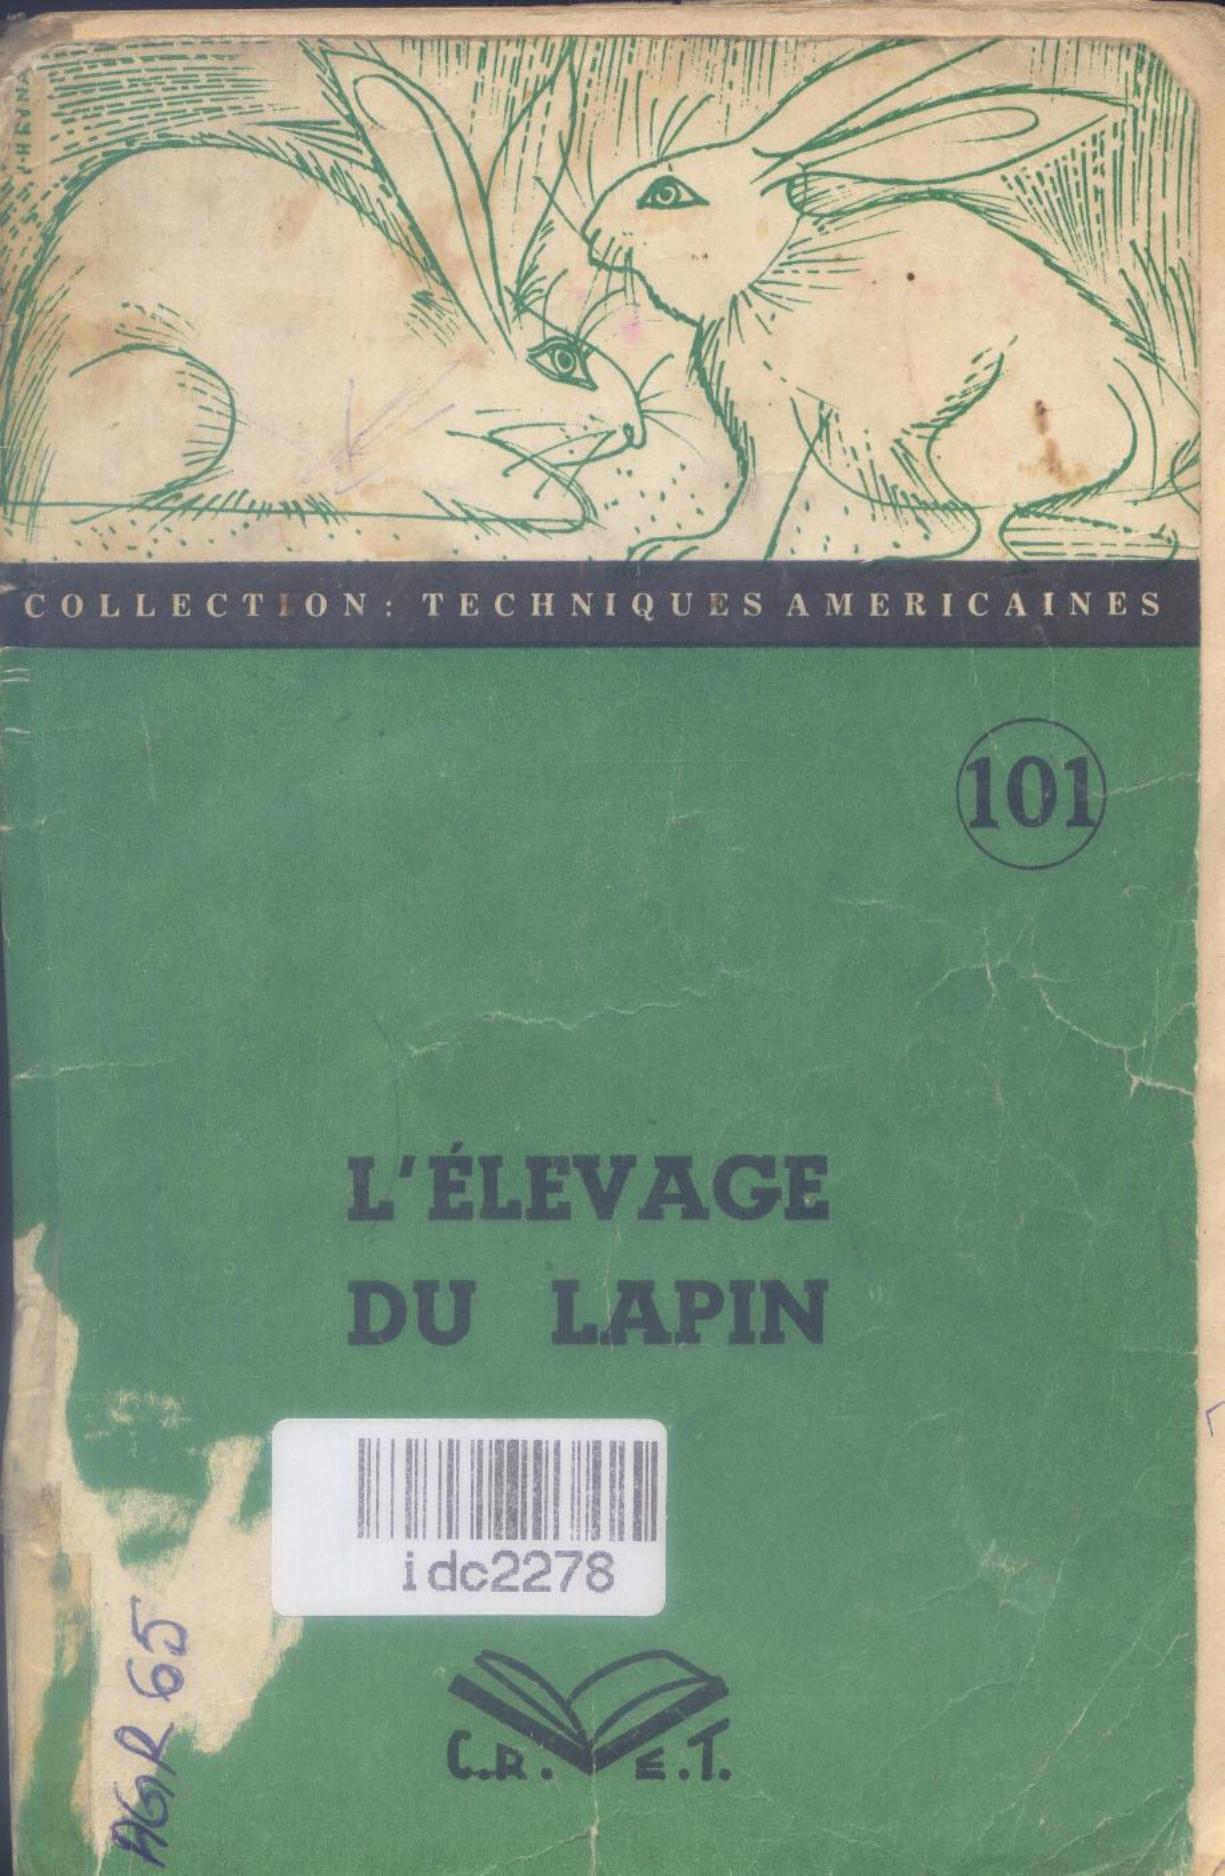 COLLECTION: TECHNIQUES AMERICAINES
101
L'ÉLEVAGE
DU LAPIN
idc2278
C.R.E.T.
AGR 65